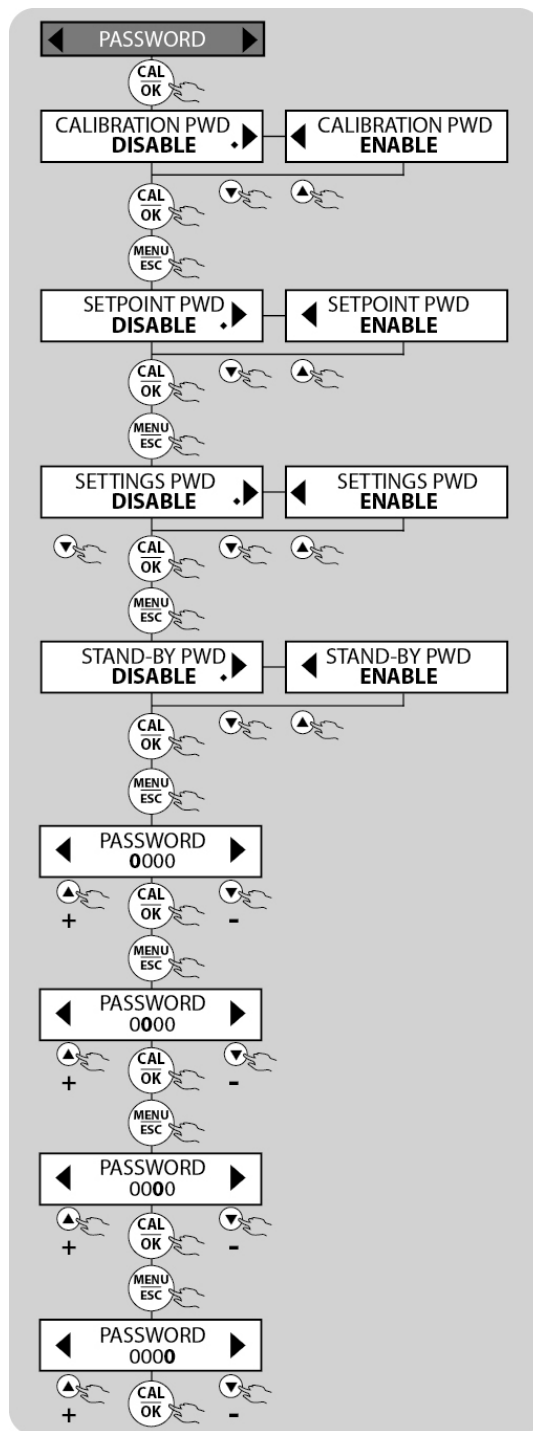 PASSWORD
CAL
OK
CALIBRATION PWD
DISABLE
CALIBRATION PWD
ENABLE
CAL
OK
MENU
ESC
SETPOINT PWD
DISABLE
SETPOINT PWD
ENABLE
CAL
OK
MENU
ESC
SETTINGS PWD
DISABLE
SETTINGS PWD
ENABLE
CAL
OK
MENU
ESC
STAND-BY PWD
DISABLE
STAND-BY PWD
ENABLE
CAL
OK
MENU
ESC
PASSWORD
0000
CAL
OK
+ -
MENU
ESC
PASSWORD
0000
CAL
OK
+ -
MENU
ESC
PASSWORD
0000
CAL
OK
+ -
MENU
ESC
PASSWORD
0000
CAL
OK
+ -